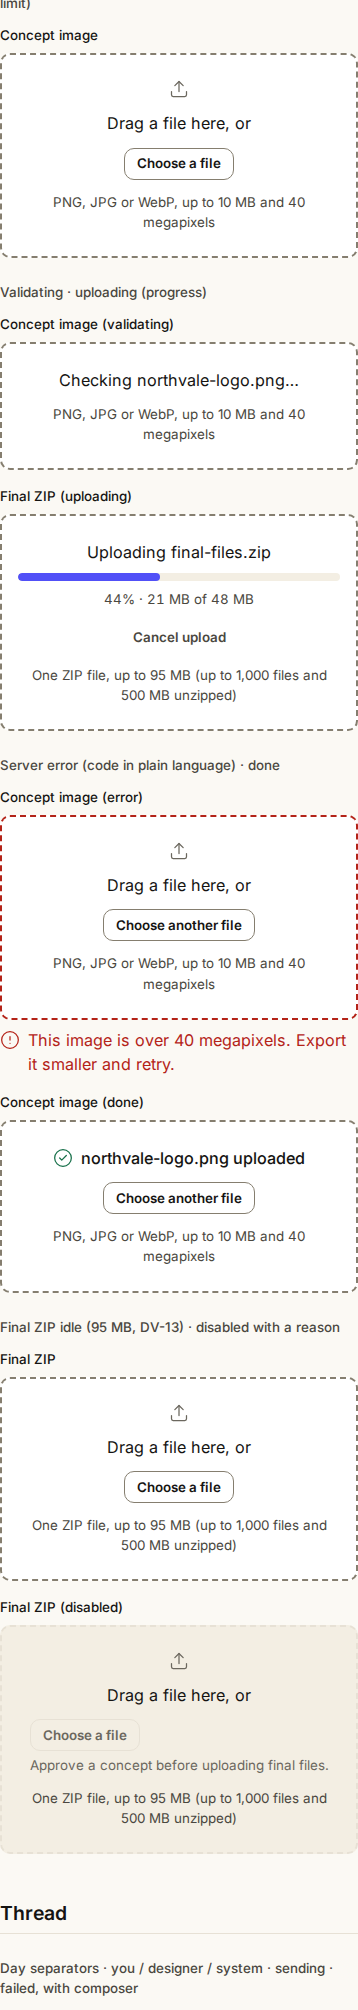 limit)
Concept image
Drag a file here, or
Choose a file
PNG, JPG or WebP, up to 10 MB and 40
megapixels
Validating · uploading (progress)
Concept image (validating)
Checking northvale-logo.png...
PNG, JPG or WebP, up to 10 MB and 40
megapixels
Final ZIP (uploading)
Uploading final-files.zip
44% · 21 MB of 48 MB
Cancel upload
One ZIP file, up to 95 MB (up to 1,000 files and
500 MB unzipped)
Server error (code in plain language) · done
Concept image (error)
Drag a file here, or
Choose another file
PNG, JPG or WebP, up to 10 MB and 40
megapixels
This image is over 40 megapixels. Export
it smaller and retry.
Concept image (done)
northvale-logo.png uploaded
Choose another file
PNG, JPG or WebP, up to 10 MB and 40
megapixels
Final ZIP idle (95 MB, DV-13) · disabled with a reason
Final ZIP
Drag a file here, or
Choose a file
One ZIP file, up to 95 MB (up to 1,000 files and
500 MB unzipped)
Final ZIP (disabled)
Drag a file here, or
Choose a file
Approve a concept before uploading final files.
One ZIP file, up to 95 MB (up to 1,000 files and
500 MB unzipped)
Thread
Day separators · you / designer / system · sending ·
failed, with composer